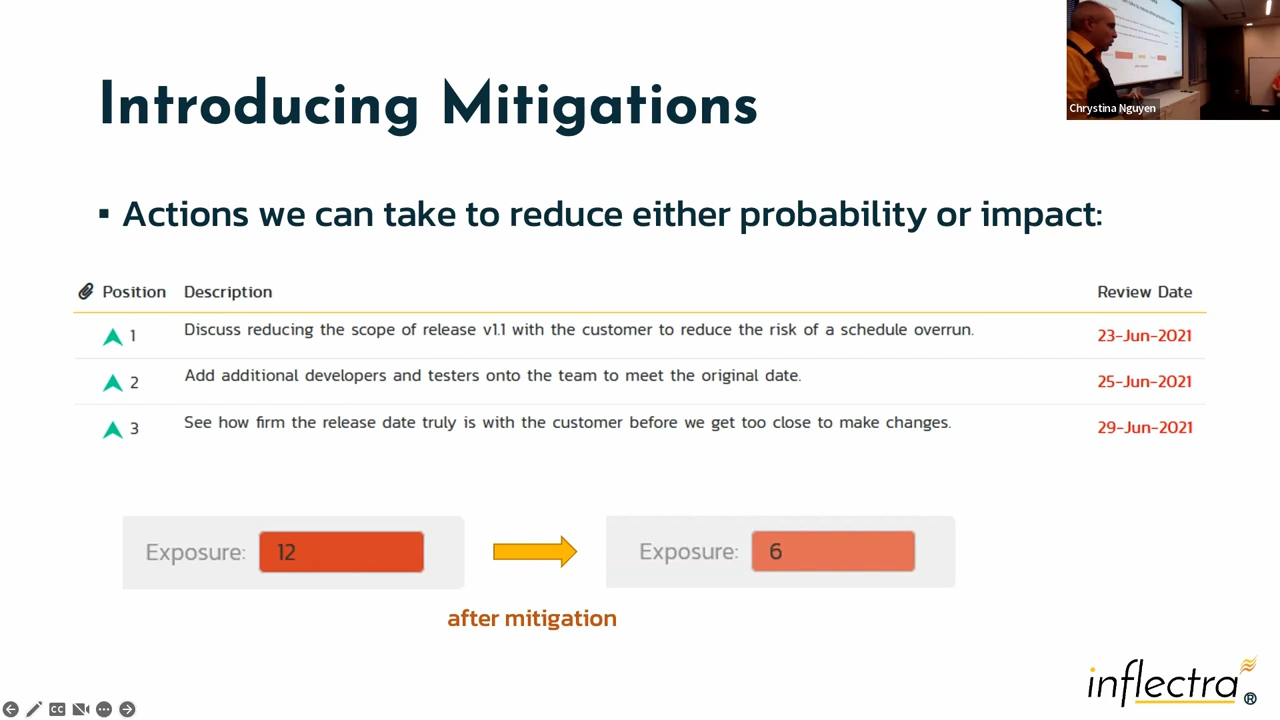 Introducing Mitigations
Chrystina Nguyen
▪ Actions we can take to reduce either probability or impact:
Position Description Review Date
1 Discuss reducing the scope of release v1.1 with the customer to reduce the risk of a schedule overrun. 23-Jun-2021
2 Add additional developers and testers onto the team to meet the original date. 25-Jun-2021
3 See how firm the release date truly is with the customer before we get too close to make changes. 29-Jun-2021
Exposure: 12 Exposure: 6
after mitigation
inflectra®
CC